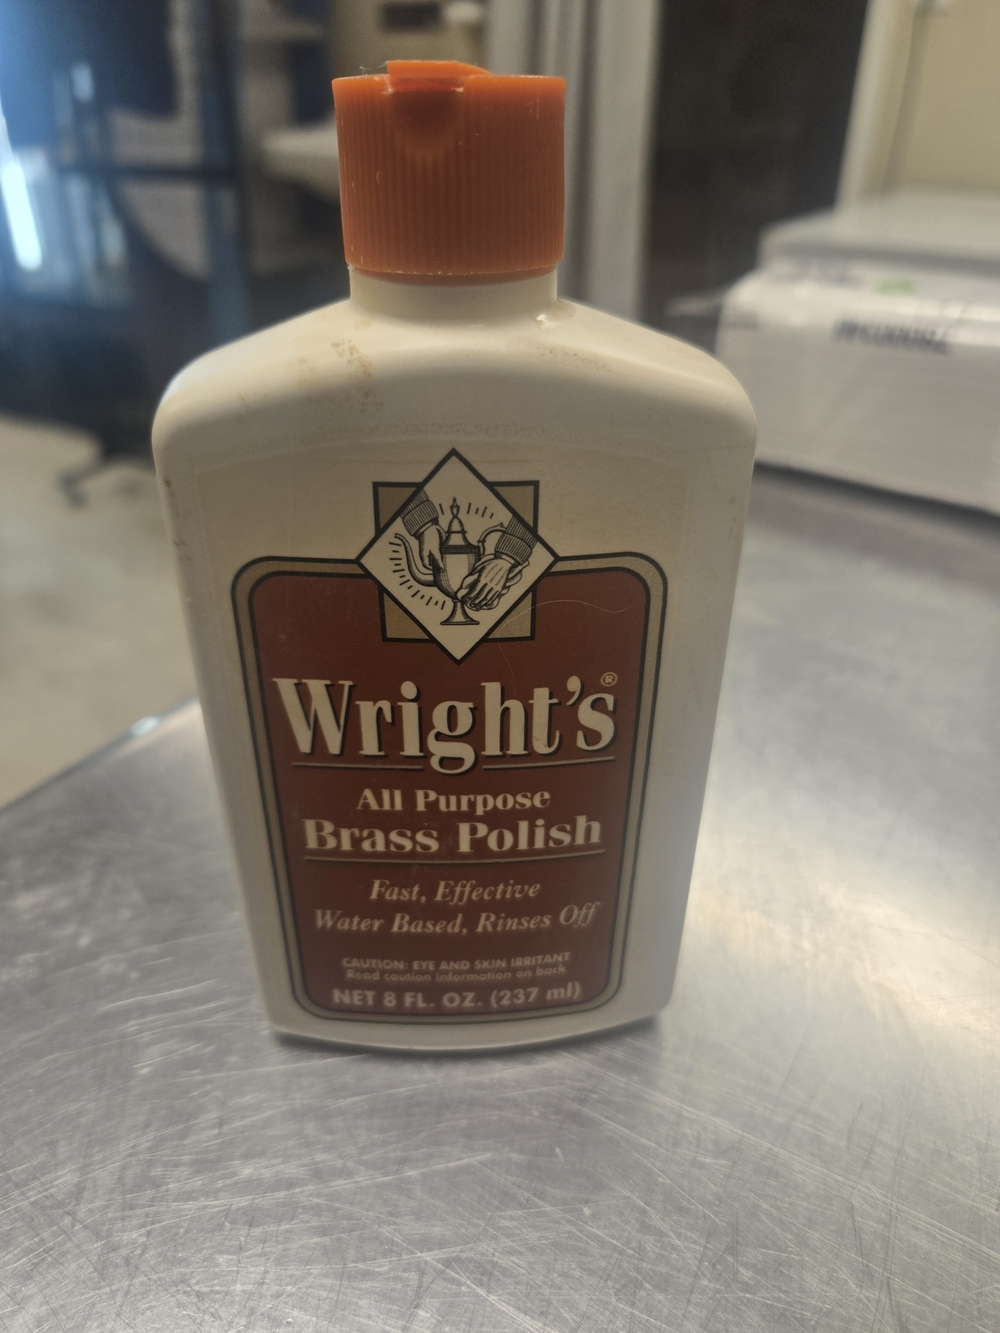 Wright's®
All Purpose
Brass Polish
Fast, Effective
Water Based, Rinses Off
CAUTION: EYE AND SKIN IRRITANT
Read caution information on back
NET 8 FL. OZ. (237 ml)